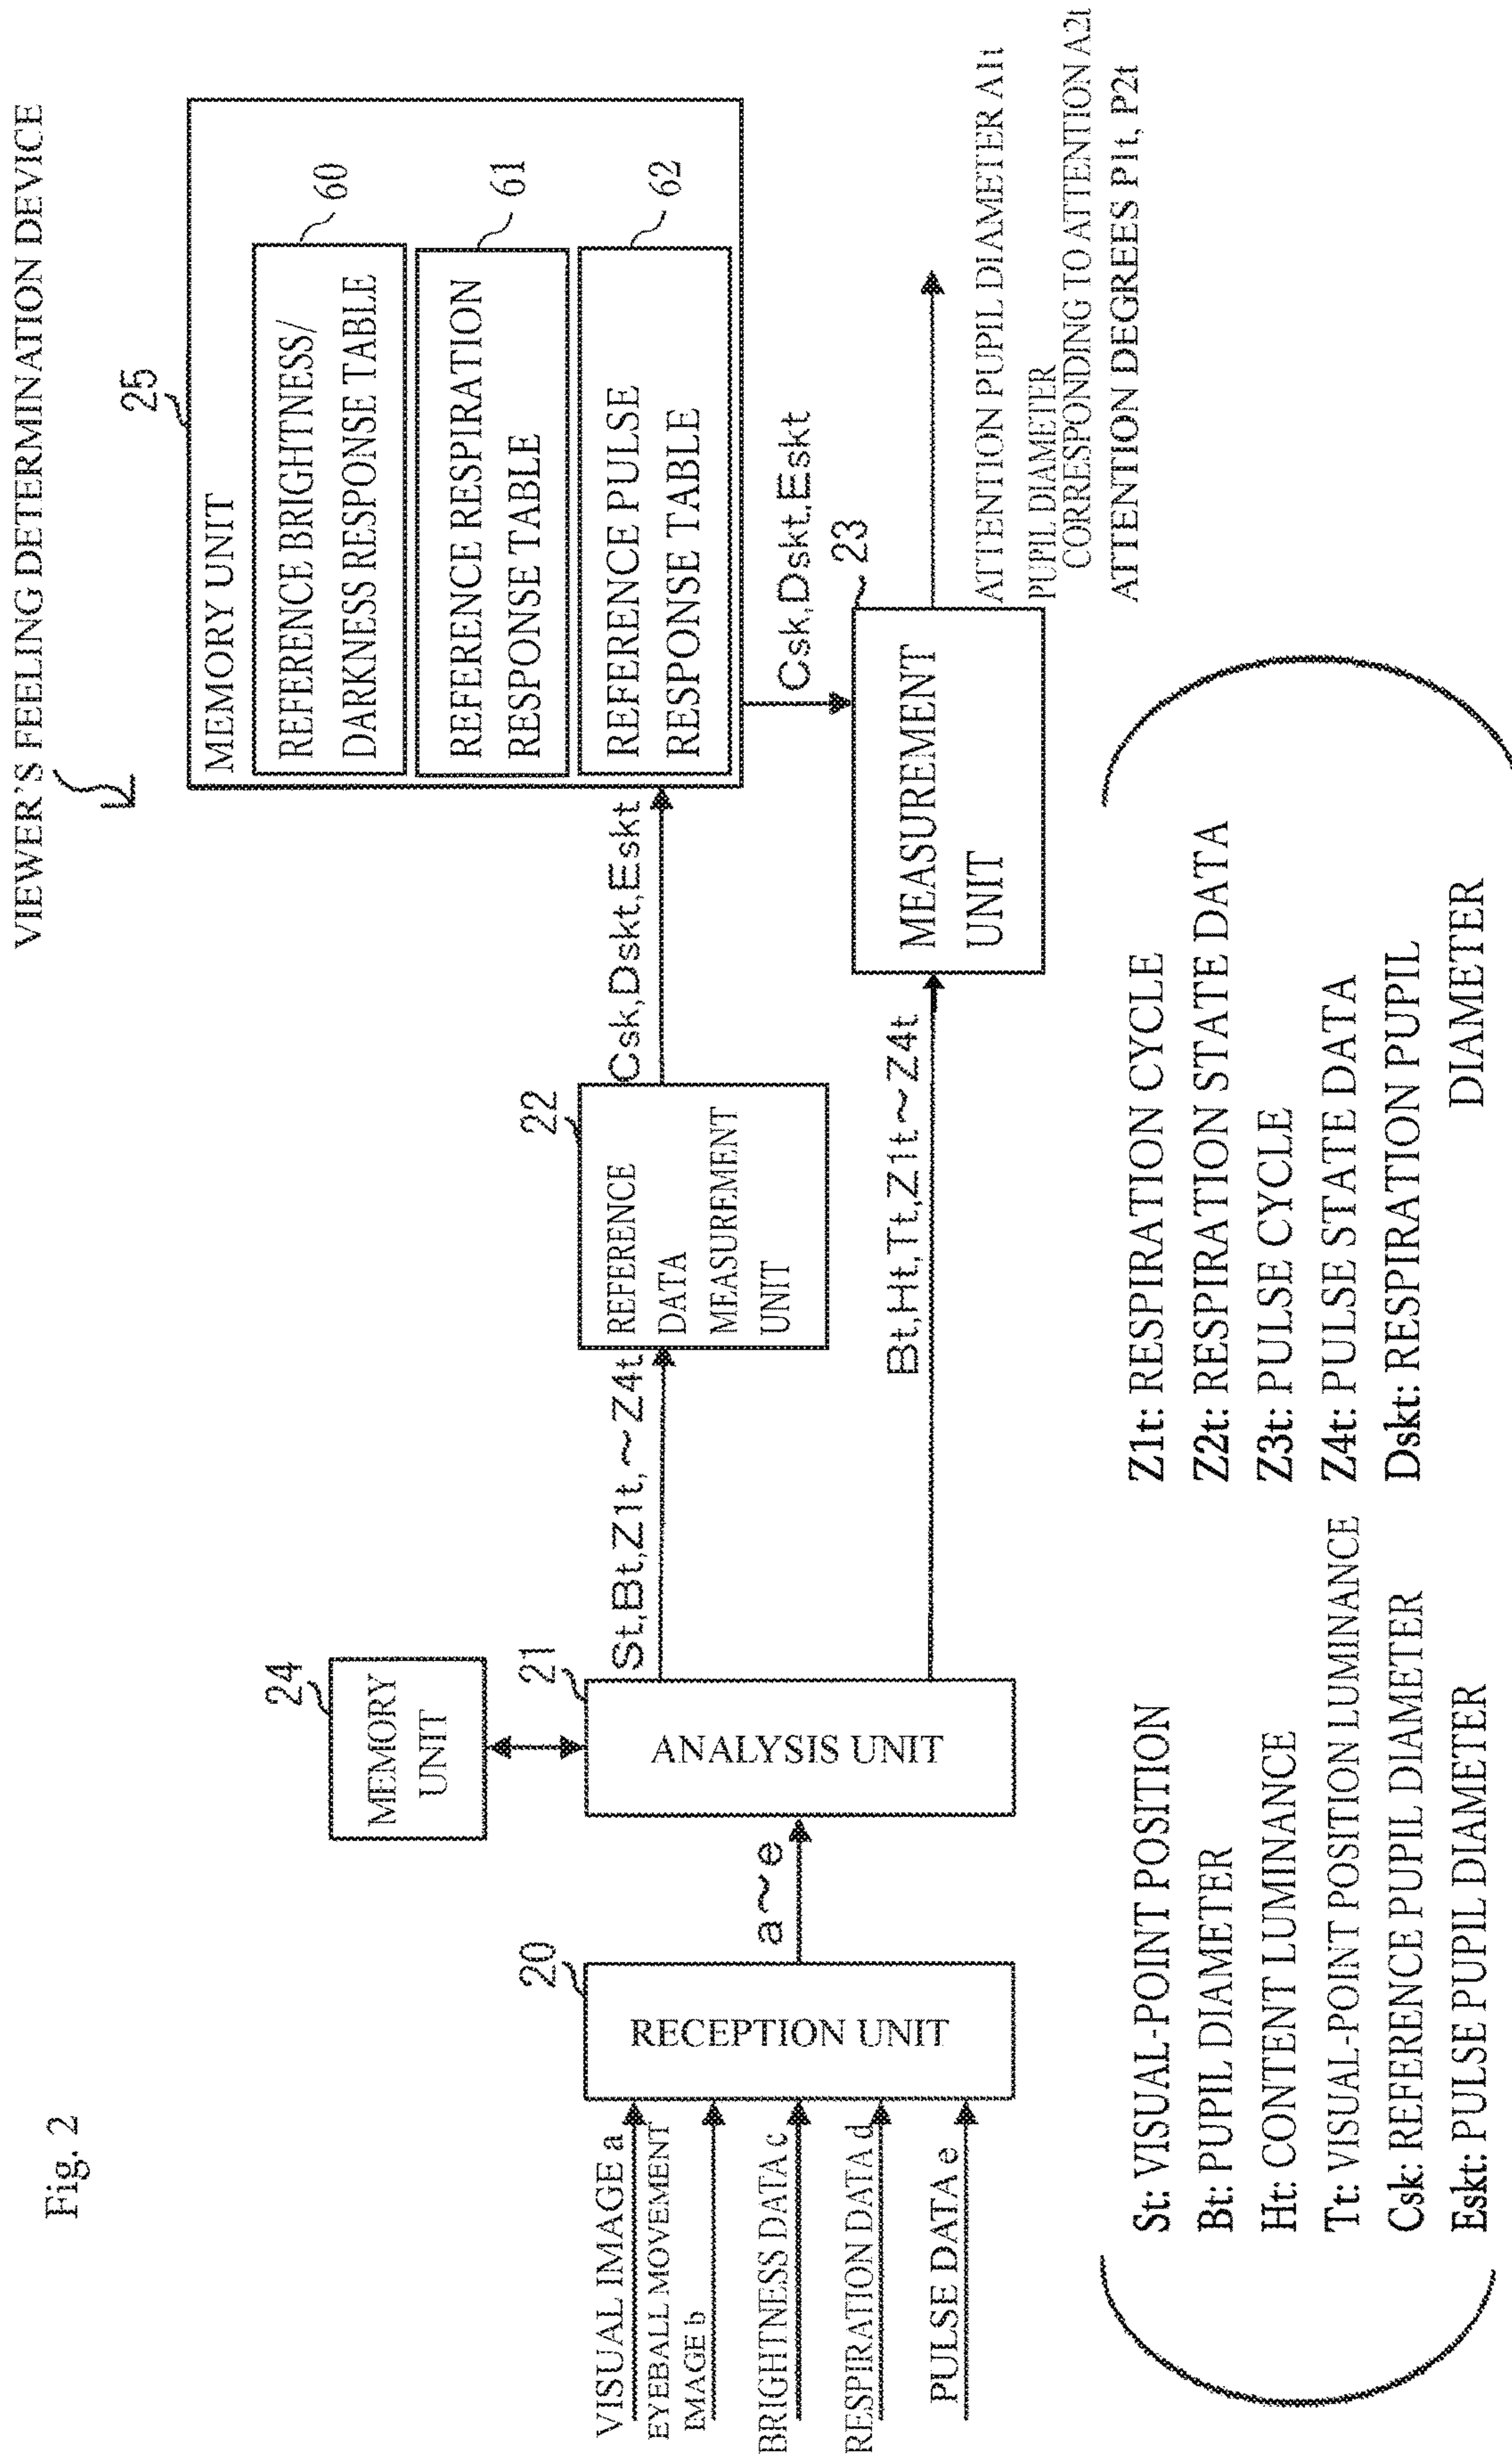 Fig. 2
VIEWER'S FEELING DETERMINATION DEVICE
25
MEMORY UNIT
REFERENCE BRIGHTNESS/
DARKNESS RESPONSE TABLE
60
REFERENCE RESPIRATION
RESPONSE TABLE
61
REFERENCE PULSE
RESPONSE TABLE
62
24
MEMORY
UNIT
VISUAL IMAGE a
EYEBALL MOVEMENT
IMAGE b
BRIGHTNESS DATA c
RESPIRATION DATA d
PULSE DATA e
20
RECEPTION UNIT
a~e
21
ANALYSIS UNIT
St,Bt,Z1t,~Z4t
22
REFERENCE
DATA
MEASUREMENT
UNIT
Csk,Dskt,Eskt
Csk,Dskt,Eskt
Bt,Ht,Tt,Z1t~Z4t
23
MEASUREMENT
UNIT
ATTENTION PUPIL DIAMETER A1t
PUPIL DIAMETER
CORRESPONDING TO ATTENTION A2t
ATTENTION DEGREES P1t, P2t
St: VISUAL-POINT POSITION
Bt: PUPIL DIAMETER
Ht: CONTENT LUMINANCE
Tt: VISUAL-POINT POSITION LUMINANCE
Csk: REFERENCE PUPIL DIAMETER
Eskt: PULSE PUPIL DIAMETER
Z1t: RESPIRATION CYCLE
Z2t: RESPIRATION STATE DATA
Z3t: PULSE CYCLE
Z4t: PULSE STATE DATA
Dskt: RESPIRATION PUPIL
DIAMETER